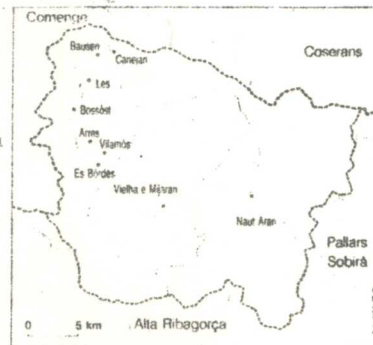 Comenge
Bausen
Canejan
Coserans
Les
Bossòst
Arres
Vilamòs
Es Bòrdes
Vielha e Mijaran
Naut Aran
Pallars
Sobirà
0 5 km
Alta Ribagorça